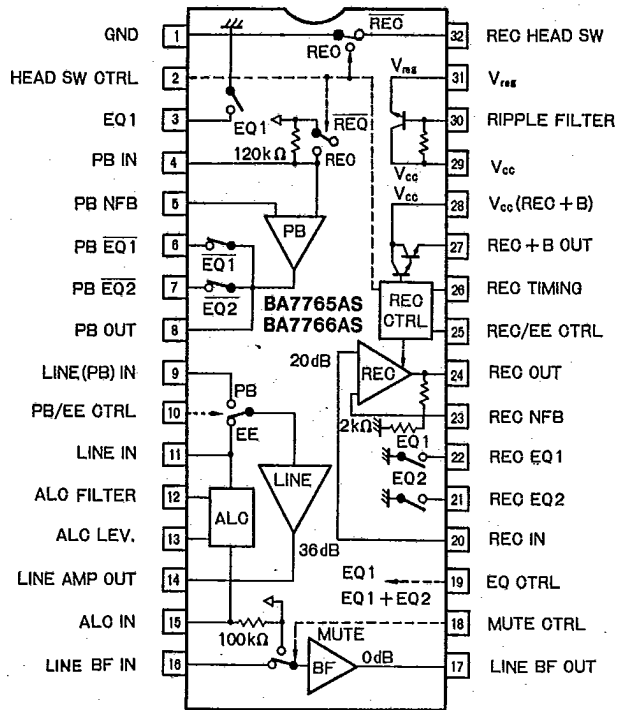 GND 1
HEAD SW CTRL 2
EQ1 3
PB IN 4
PB NFB 5
PB EQ1 6
PB EQ2 7
PB OUT 8
LINE(PB) IN 9
PB/EE CTRL 10
LINE IN 11
ALC FILTER 12
ALC LEV. 13
LINE AMP OUT 14
ALC IN 15
LINE BF IN 16
REC
REC
EQ1
REC
REC
120kΩ
PB
EQ1
EQ2
BA7765AS
BA7766AS
PB
EE
ALC
LINE
36dB
100kΩ
MUTE
BF
0dB
Vreg
Vcc
Vcc
REC
CTRL
20dB
REC
2kΩ
EQ1
EQ2
EQ1
EQ1+EQ2
32 REC HEAD SW
31 Vreg
30 RIPPLE FILTER
29 Vcc
28 Vcc(REC+B)
27 REC+B OUT
26 REC TIMING
25 REC/EE CTRL
24 REC OUT
23 REC NFB
22 REC EQ1
21 REC EQ2
20 REC IN
19 EQ CTRL
18 MUTE CTRL
17 LINE BF OUT